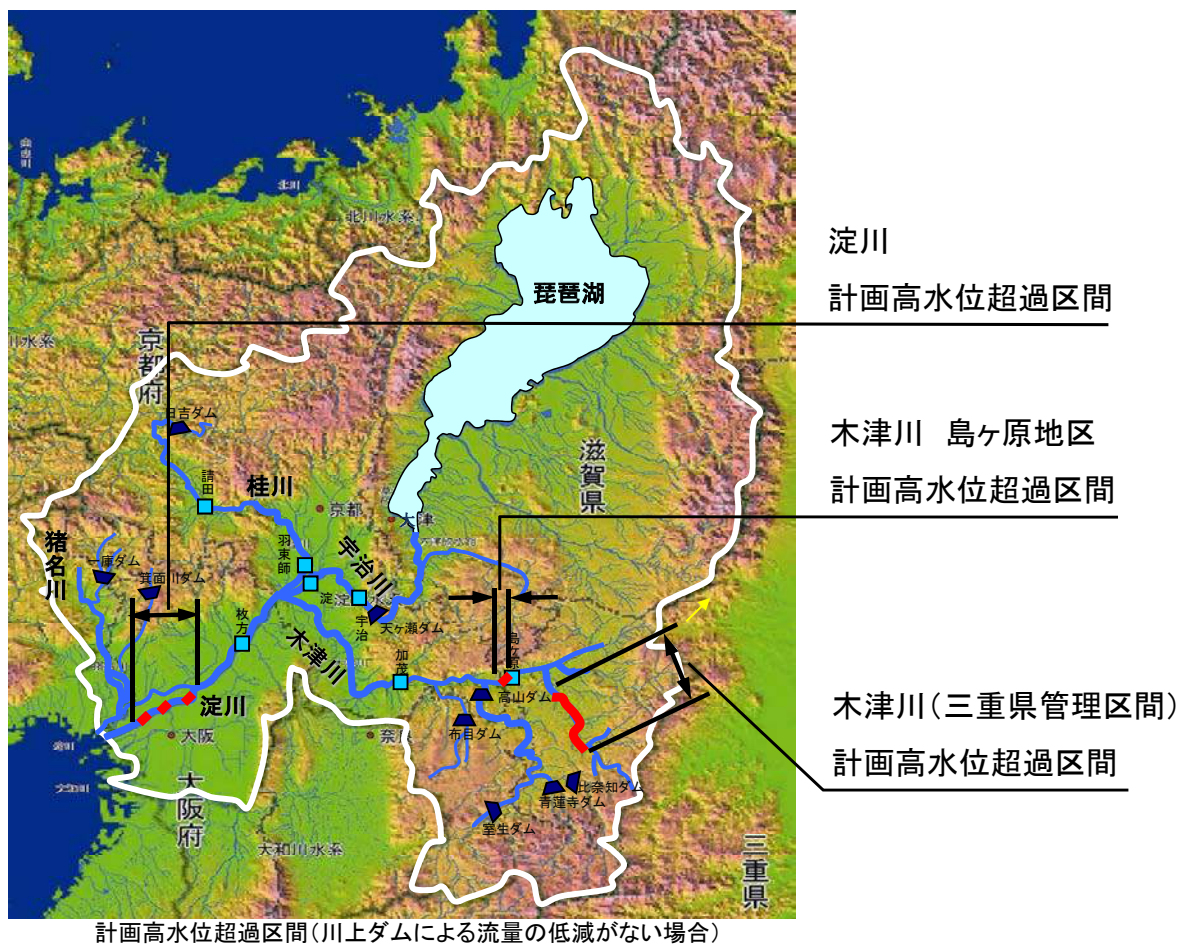 北川水系
琵琶湖
京都府
日吉ダム
滋賀県
請田
桂川
京都
大津
羽束師
宇治川
猪名川
一庫ダム
箕面川ダム
淀
宇治
天ヶ瀬ダム
枚方
木津川
加茂
島ヶ原
高山ダム
淀川
大阪
奈良
布目ダム
比奈知ダム
青蓮寺ダム
室生ダム
大阪府
大和川水系
三重県
淀川
計画高水位超過区間
木津川 島ヶ原地区
計画高水位超過区間
木津川(三重県管理区間)
計画高水位超過区間
計画高水位超過区間(川上ダムによる流量の低減がない場合)